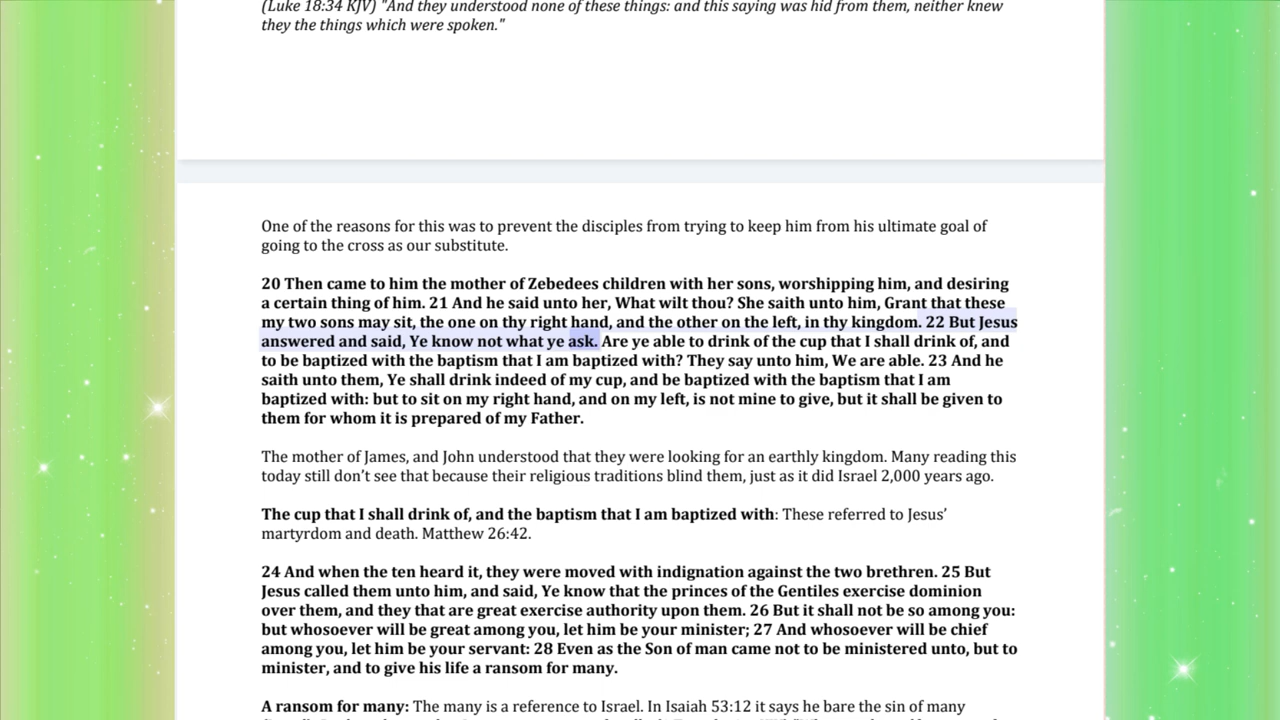 (Luke 18:34 KJV) "And they understood none of these things: and this saying was hid from them, neither knew
they the things which were spoken."
One of the reasons for this was to prevent the disciples from trying to keep him from his ultimate goal of
going to the cross as our substitute.
20 Then came to him the mother of Zebedees children with her sons, worshipping him, and desiring
a certain thing of him. 21 And he said unto her, What wilt thou? She saith unto him, Grant that these
my two sons may sit, the one on thy right hand, and the other on the left, in thy kingdom. 22 But Jesus
answered and said, Ye know not what ye ask. Are ye able to drink of the cup that I shall drink of, and
to be baptized with the baptism that I am baptized with? They say unto him, We are able. 23 And he
saith unto them, Ye shall drink indeed of my cup, and be baptized with the baptism that I am
baptized with: but to sit on my right hand, and on my left, is not mine to give, but it shall be given to
them for whom it is prepared of my Father.
The mother of James, and John understood that they were looking for an earthly kingdom. Many reading this
today still don’t see that because their religious traditions blind them, just as it did Israel 2,000 years ago.
The cup that I shall drink of, and the baptism that I am baptized with: These referred to Jesus’
martyrdom and death. Matthew 26:42.
24 And when the ten heard it, they were moved with indignation against the two brethren. 25 But
Jesus called them unto him, and said, Ye know that the princes of the Gentiles exercise dominion
over them, and they that are great exercise authority upon them. 26 But it shall not be so among you:
but whosoever will be great among you, let him be your minister; 27 And whosoever will be chief
among you, let him be your servant: 28 Even as the Son of man came not to be ministered unto, but to
minister, and to give his life a ransom for many.
A ransom for many: The many is a reference to Israel. In Isaiah 53:12 it says he bare the sin of many